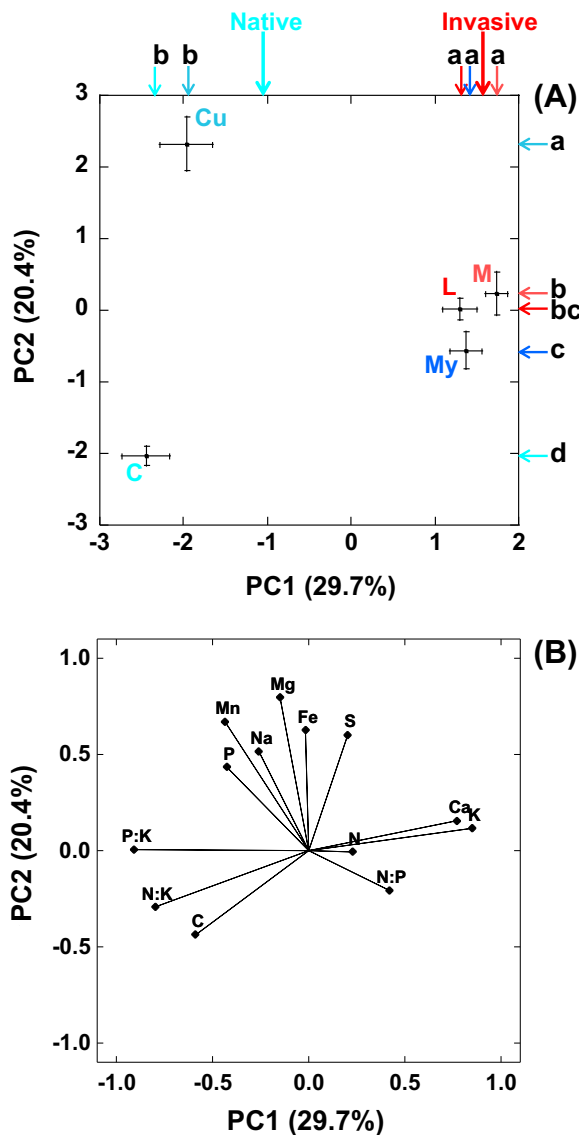 Native Invasive
b b a a a
(A)
3
2
1
0
-1
-2
-3
PC2 (20.4%)
Cu
M
L
My
C
a
b
bc
c
d
-3 -2 -1 0 1 2
PC1 (29.7%)
(B)
1.0
0.5
0.0
-0.5
-1.0
PC2 (20.4%)
Mg
Mn
Fe
S
Na
P
Ca
K
P:K
N
N:K
N:P
C
-1.0 -0.5 0.0 0.5 1.0
PC1 (29.7%)